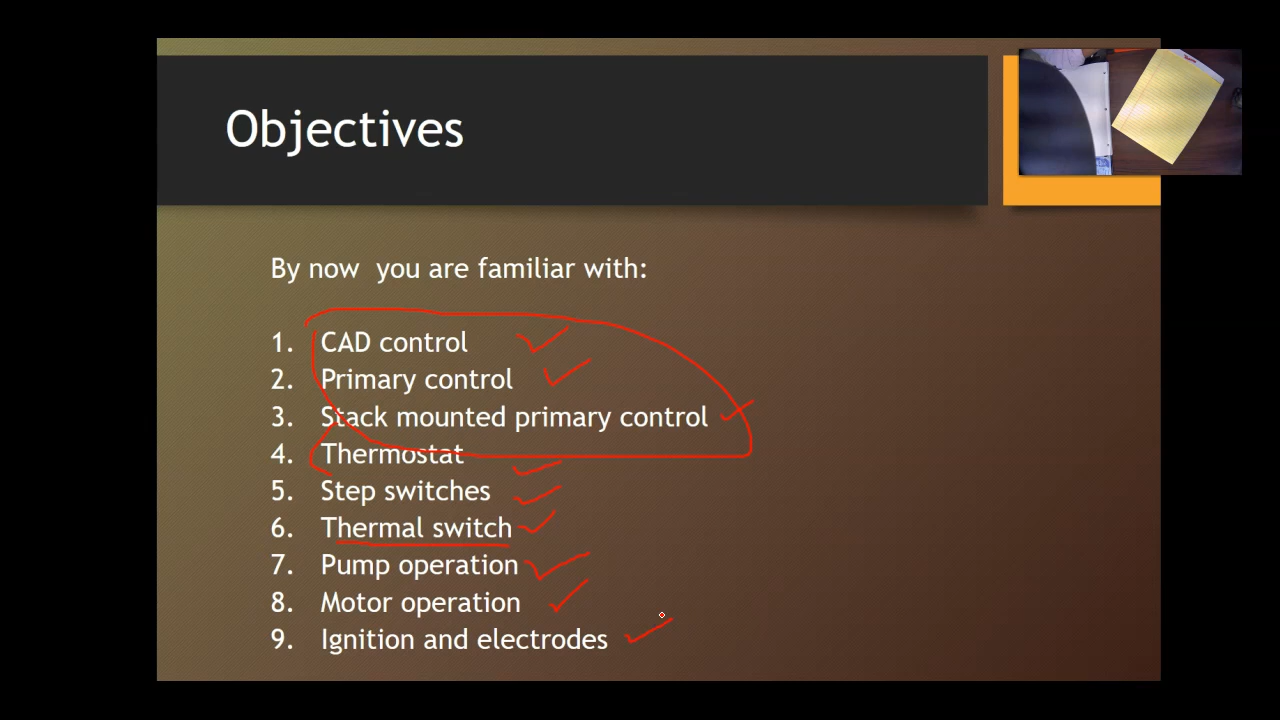 Objectives
By now you are familiar with:
1. CAD control
2. Primary control
3. Stack mounted primary control
4. Thermostat
5. Step switches
6. Thermal switch
7. Pump operation
8. Motor operation
9. Ignition and electrodes